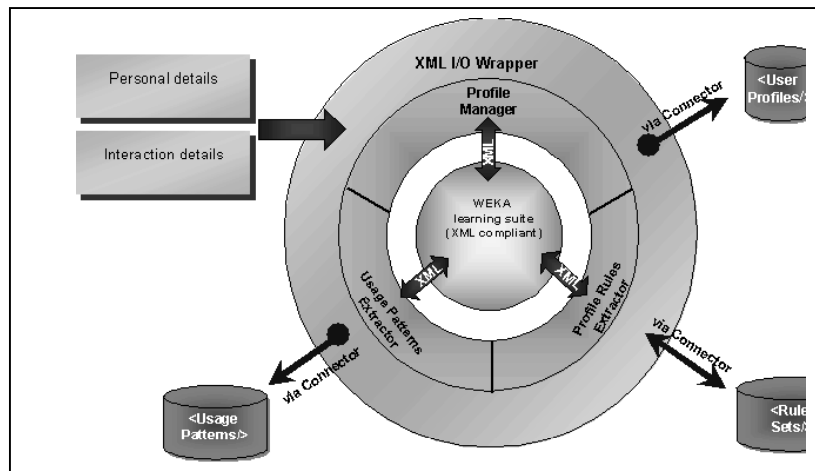 Personal details
Interaction details
XML I/O Wrapper
Profile
Manager
XML
WEKA
learning suite
(XML compliant)
XML
XML
Usage Patterns
Extractor
Profile Rules
Extractor
via Connector
<User
Profiles/>
via Connector
<Usage
Patterns/>
via Connector
<Rule
Sets/>